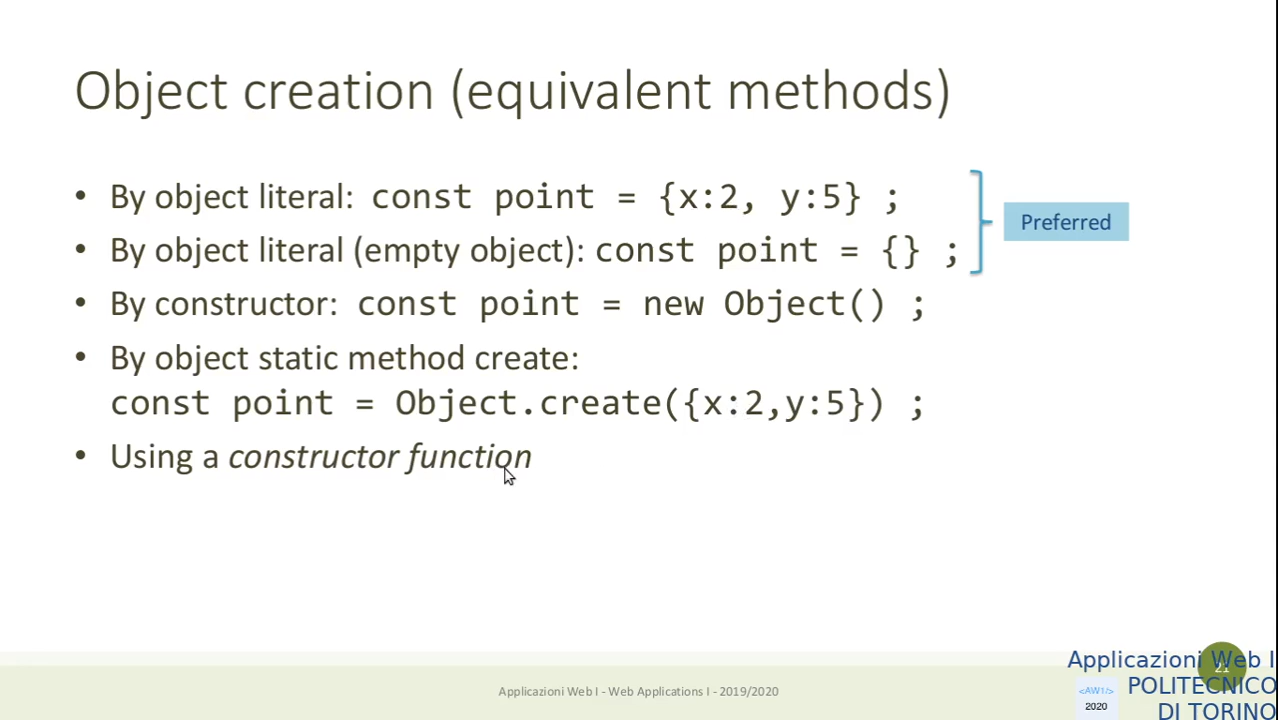 Object creation (equivalent methods)
• By object literal: const point = {x:2, y:5} ;
• By object literal (empty object): const point = {} ;
Preferred
• By constructor: const point = new Object() ;
• By object static method create:
const point = Object.create({x:2,y:5}) ;
• Using a constructor function
Applicazioni Web I - Web Applications I - 2019/2020
21
Applicazioni Web I
POLITECNICO
DI TORINO
<AW1/>
2020